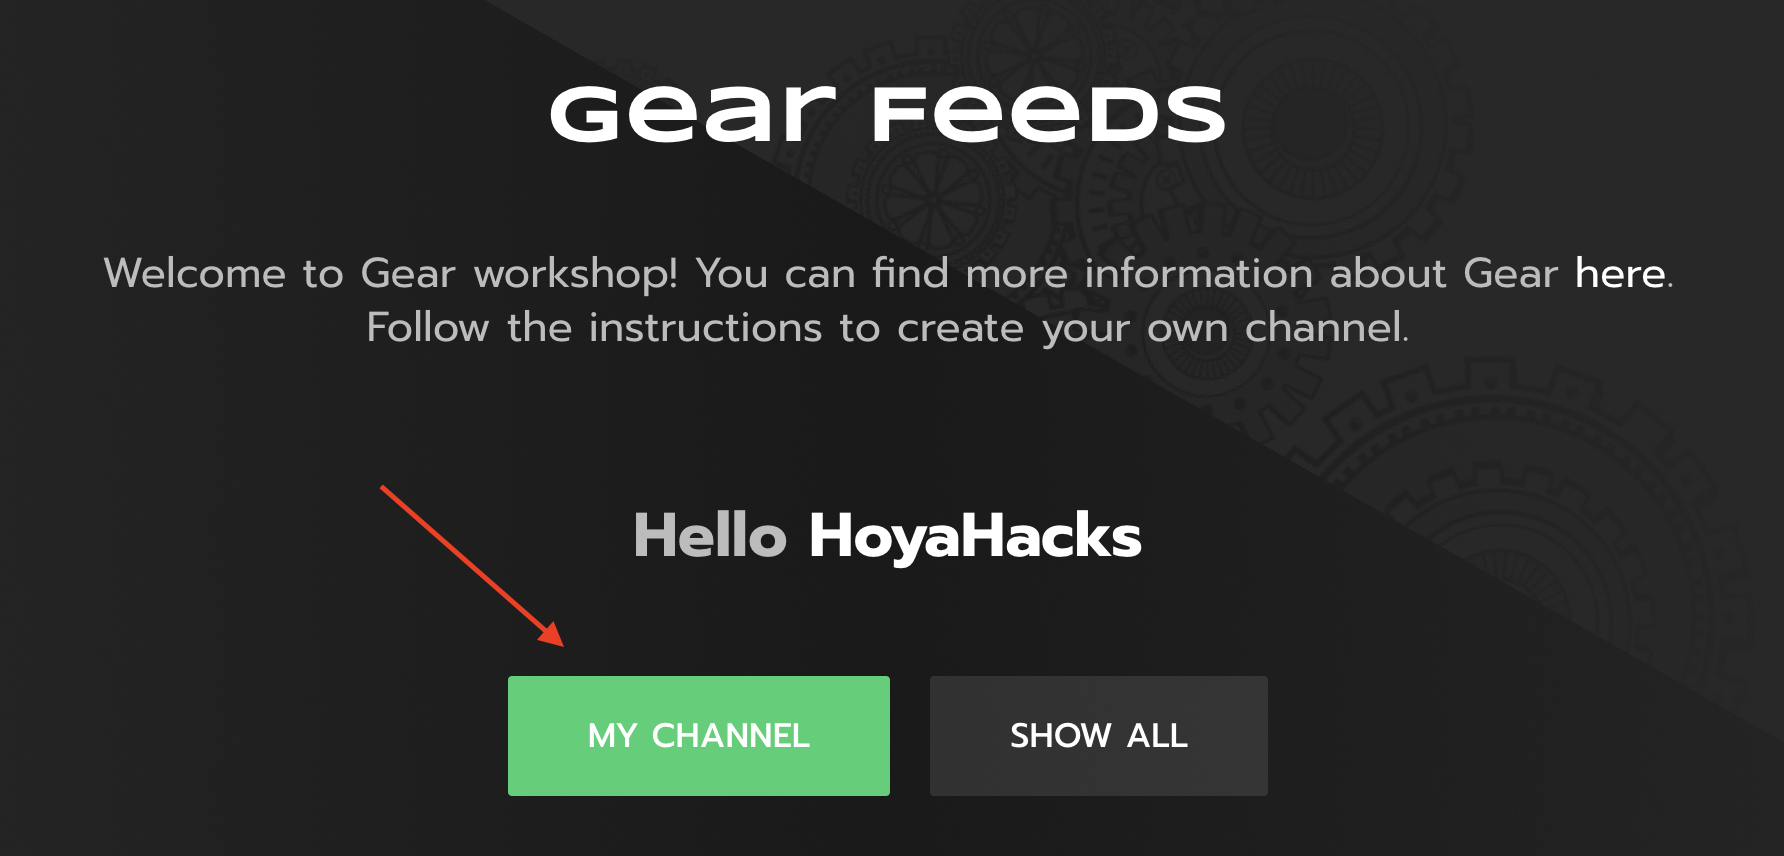 Gear Feeds
Welcome to Gear workshop! You can find more information about Gear here.
Follow the instructions to create your own channel.
Hello HoyaHacks
MY CHANNEL
SHOW ALL